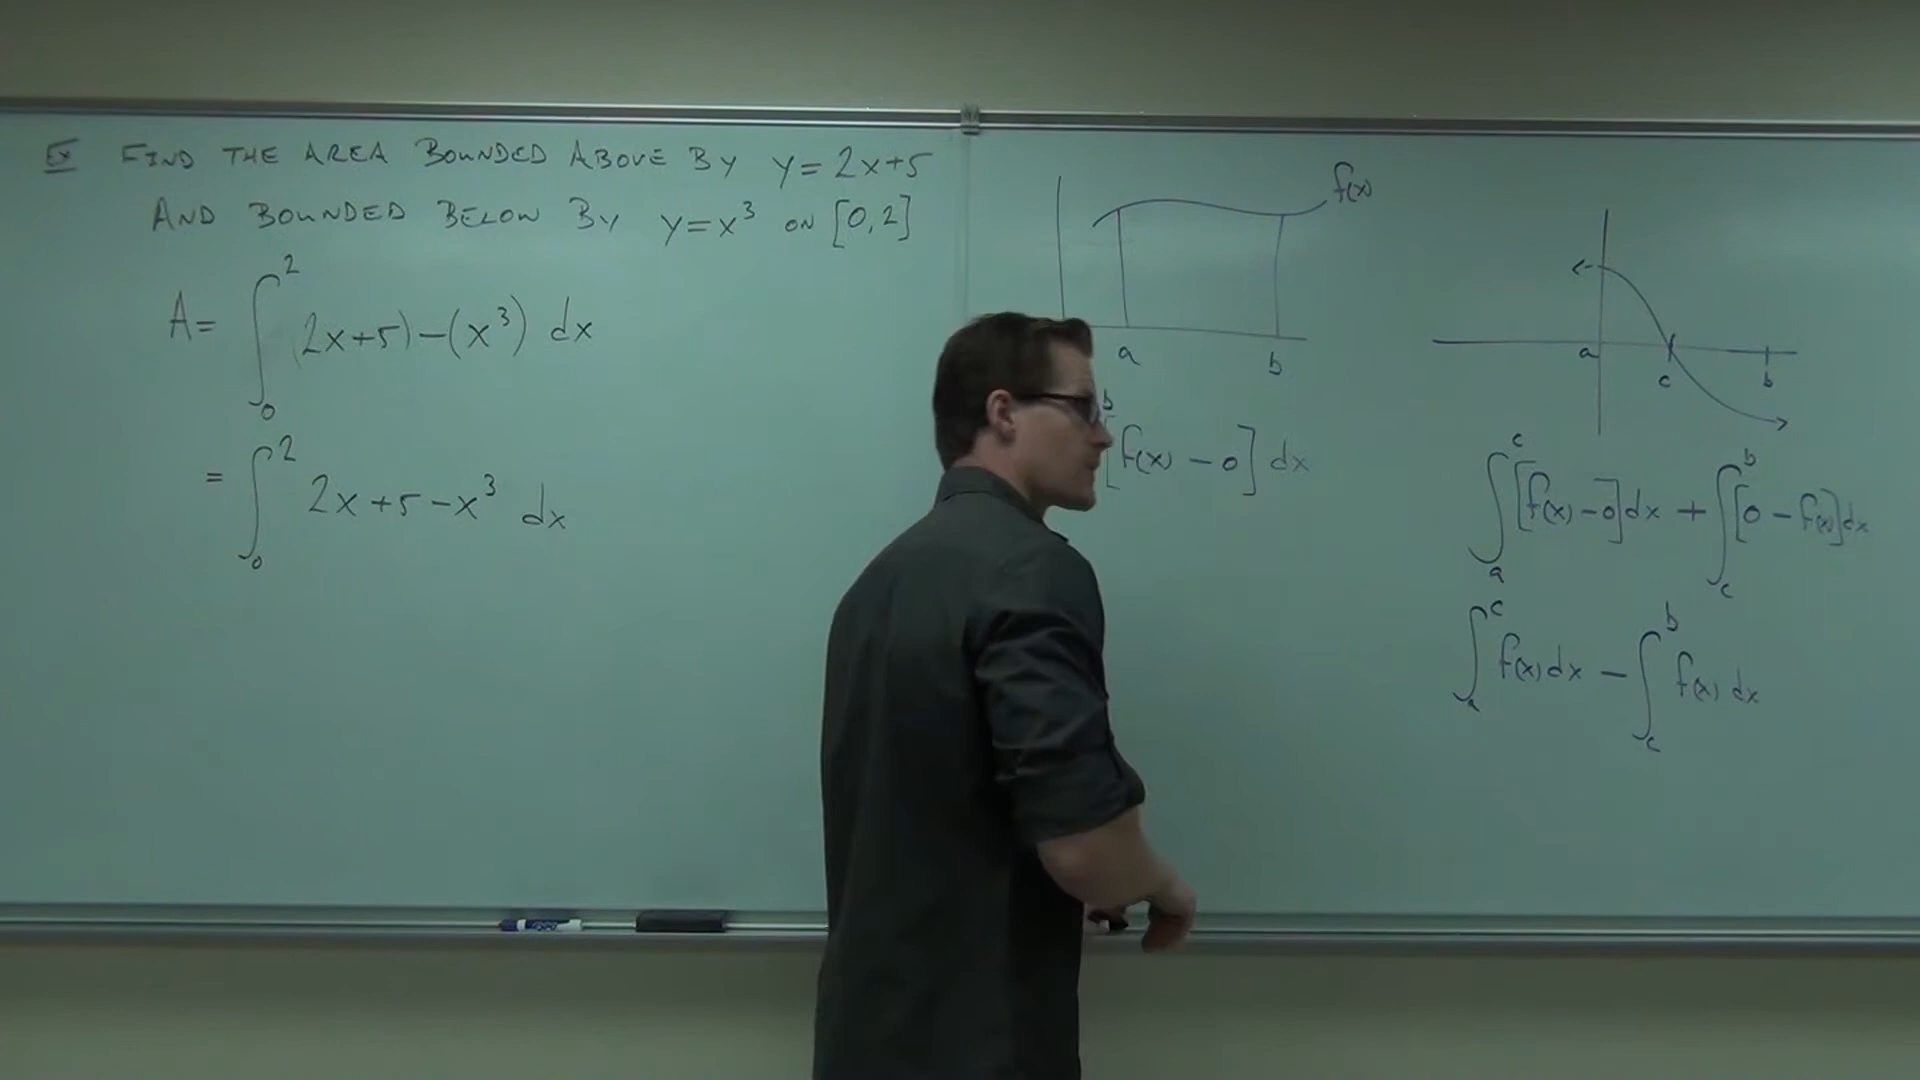 Ex FIND THE AREA BOUNDED ABOVE BY y=2x+5
AND BOUNDED BELOW BY y=x³ ON [0,2]
A= ∫₀² (2x+5)-(x³) dx
= ∫₀² 2x+5-x³ dx
f(x)
a b
b
[f(x) - 0] dx
a c b
∫ₐᶜ [f(x)-0]dx + ∫꜀ᵇ [0 - f(x)]dx
∫ₐᶜ f(x)dx - ∫꜀ᵇ f(x) dx